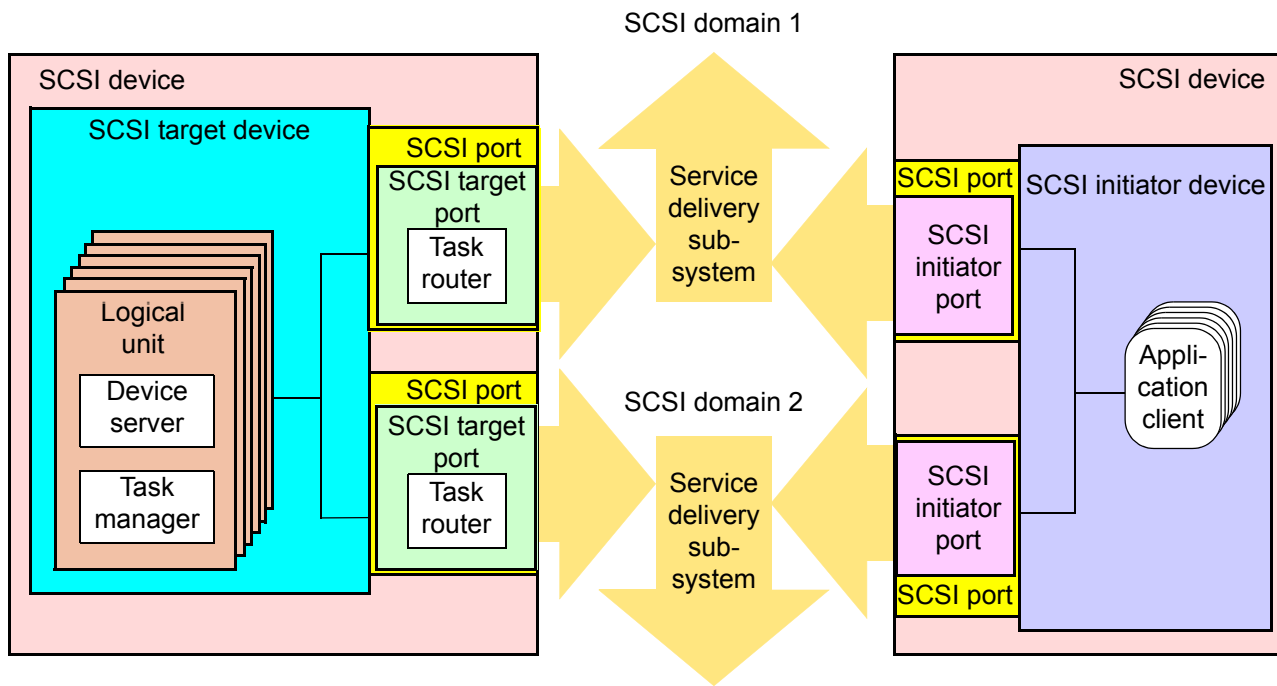 SCSI domain 1
SCSI device
SCSI target device
SCSI port
SCSI target
port
Task
router
Logical
unit
Device
server
Task
manager
SCSI port
SCSI target
port
Task
router
Service
delivery
sub-
system
SCSI domain 2
Service
delivery
sub-
system
SCSI device
SCSI port
SCSI initiator device
SCSI
initiator
port
Appli-
cation
client
SCSI
initiator
port
SCSI port